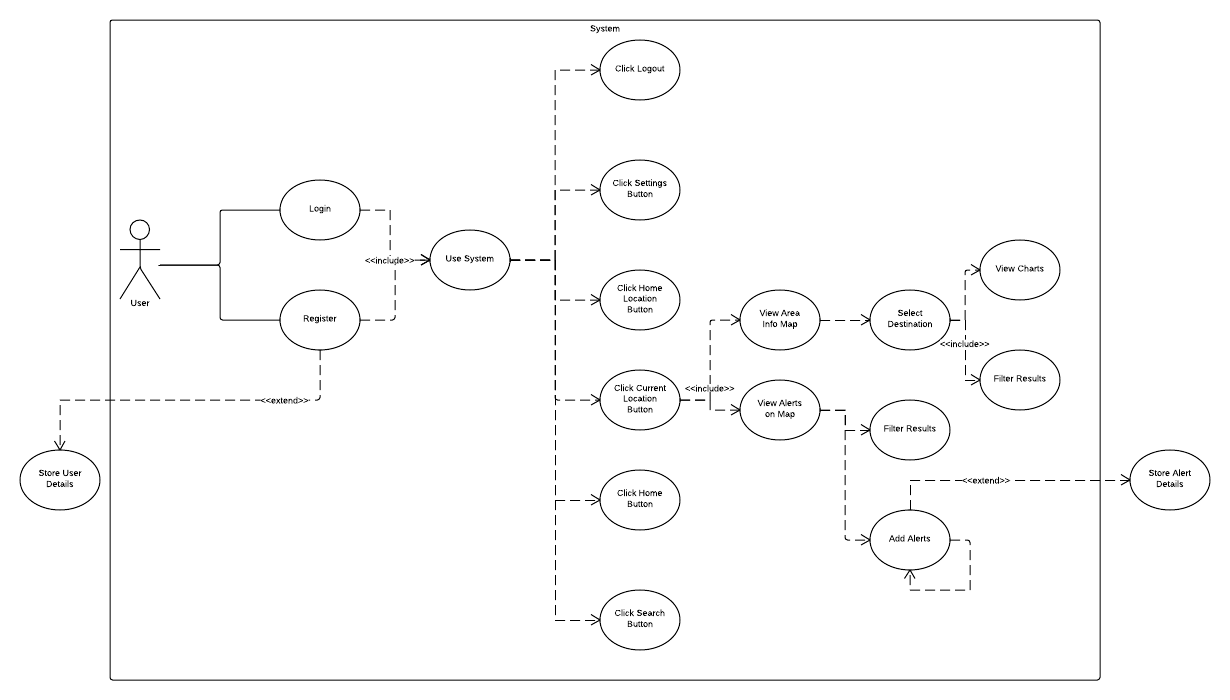 System
Click Logout
Click Settings
Button
Login
Use System
<<include>>
User
Register
Click Home
Location
Button
View Charts
View Area
Info Map
Select
Destination
<<include>>
Filter Results
Click Current
Location
Button
<<include>>
View Alerts
on Map
<<extend>>
Filter Results
Store User
Details
Click Home
Button
<<extend>>
Store Alert
Details
Add Alerts
Click Search
Button